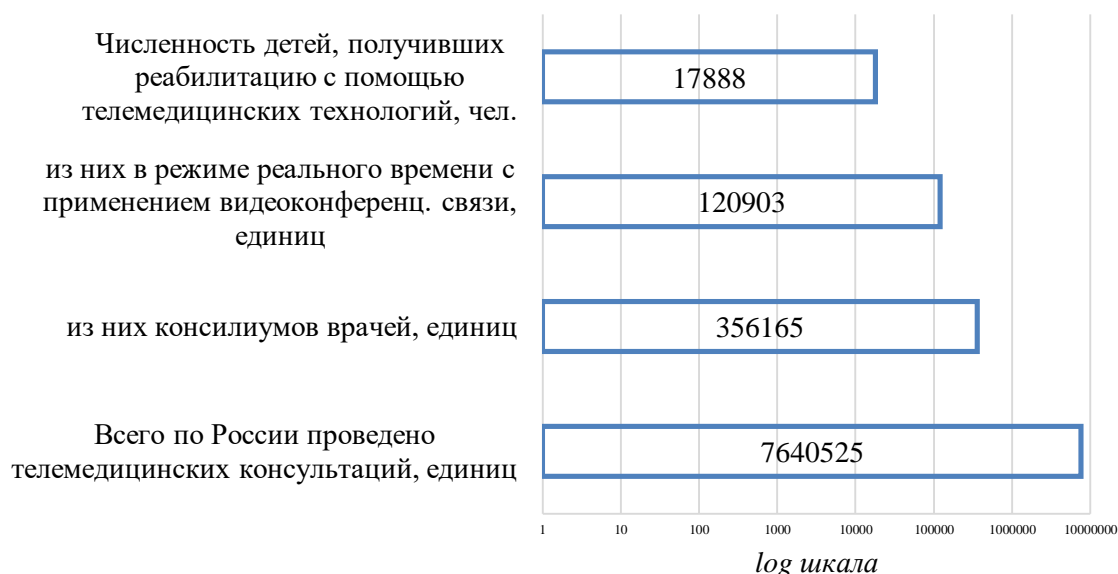 Численность детей, получивших
реабилитацию с помощью
телемедицинских технологий, чел.
17888
из них в режиме реального времени с
применением видеоконференц. связи,
единиц
120903
из них консилиумов врачей, единиц
356165
Всего по России проведено
телемедицинских консультаций, единиц
7640525
1 10 100 1000 10000 100000 1000000 10000000
log шкала